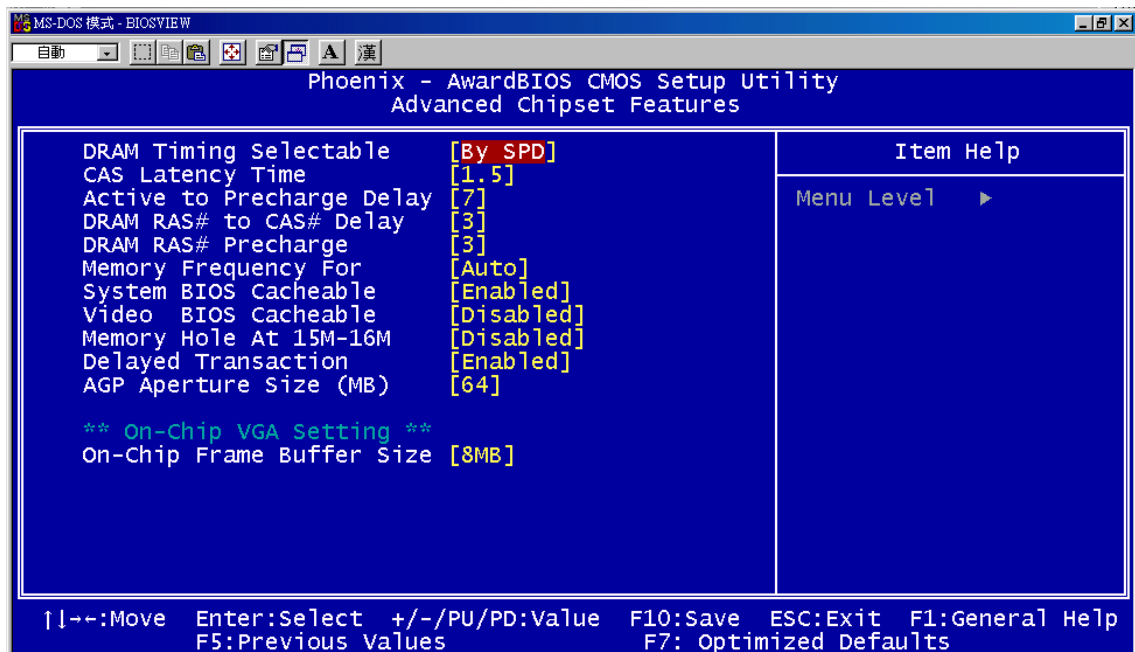 MS-DOS 模式 - BIOSVIEW
自動
A 漢
Phoenix - AwardBIOS CMOS Setup Utility
Advanced Chipset Features
DRAM Timing Selectable [By SPD]
CAS Latency Time [1.5]
Active to Precharge Delay [7]
DRAM RAS# to CAS# Delay [3]
DRAM RAS# Precharge [3]
Memory Frequency For [Auto]
System BIOS Cacheable [Enabled]
Video BIOS Cacheable [Disabled]
Memory Hole At 15M-16M [Disabled]
Delayed Transaction [Enabled]
AGP Aperture Size (MB) [64]
** On-Chip VGA Setting **
On-Chip Frame Buffer Size [8MB]
Item Help
Menu Level ▶
↑↓→←:Move Enter:Select +/-/PU/PD:Value F10:Save ESC:Exit F1:General Help
F5:Previous Values F7: Optimized Defaults